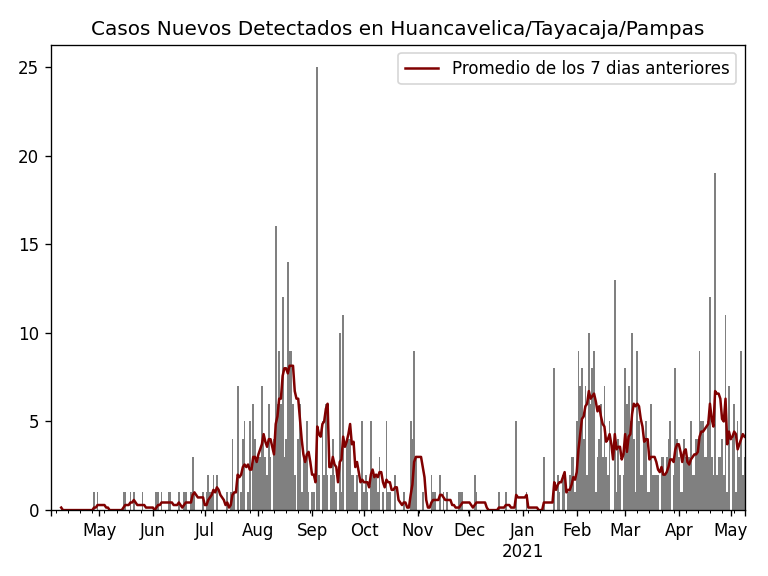 Casos Nuevos Detectados en Huancavelica/Tayacaja/Pampas
Promedio de los 7 dias anteriores
25
20
15
10
5
0
May Jun Jul Aug Sep Oct Nov Dec Jan Feb Mar Apr May
2021